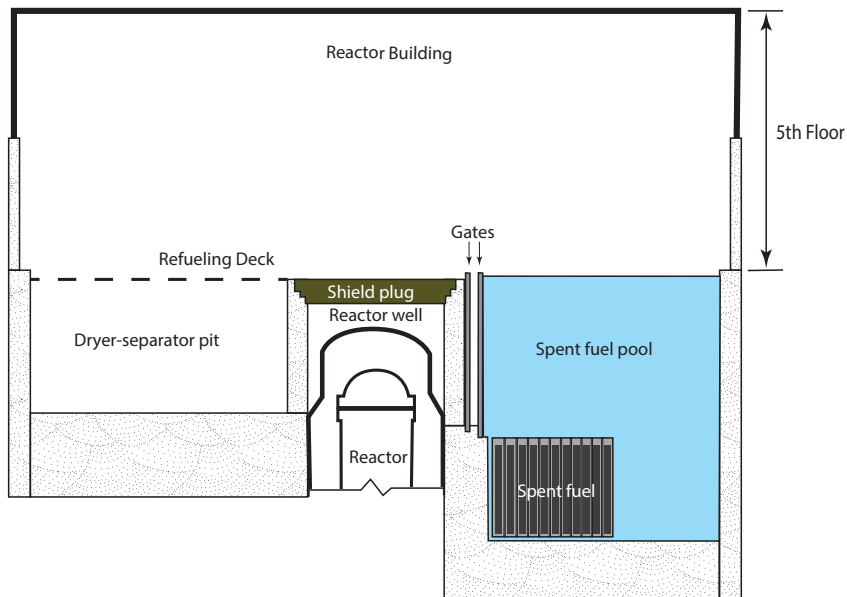 Reactor Building
5th Floor
Gates
Refueling Deck
Shield plug
Reactor well
Dryer-separator pit
Spent fuel pool
Reactor
Spent fuel